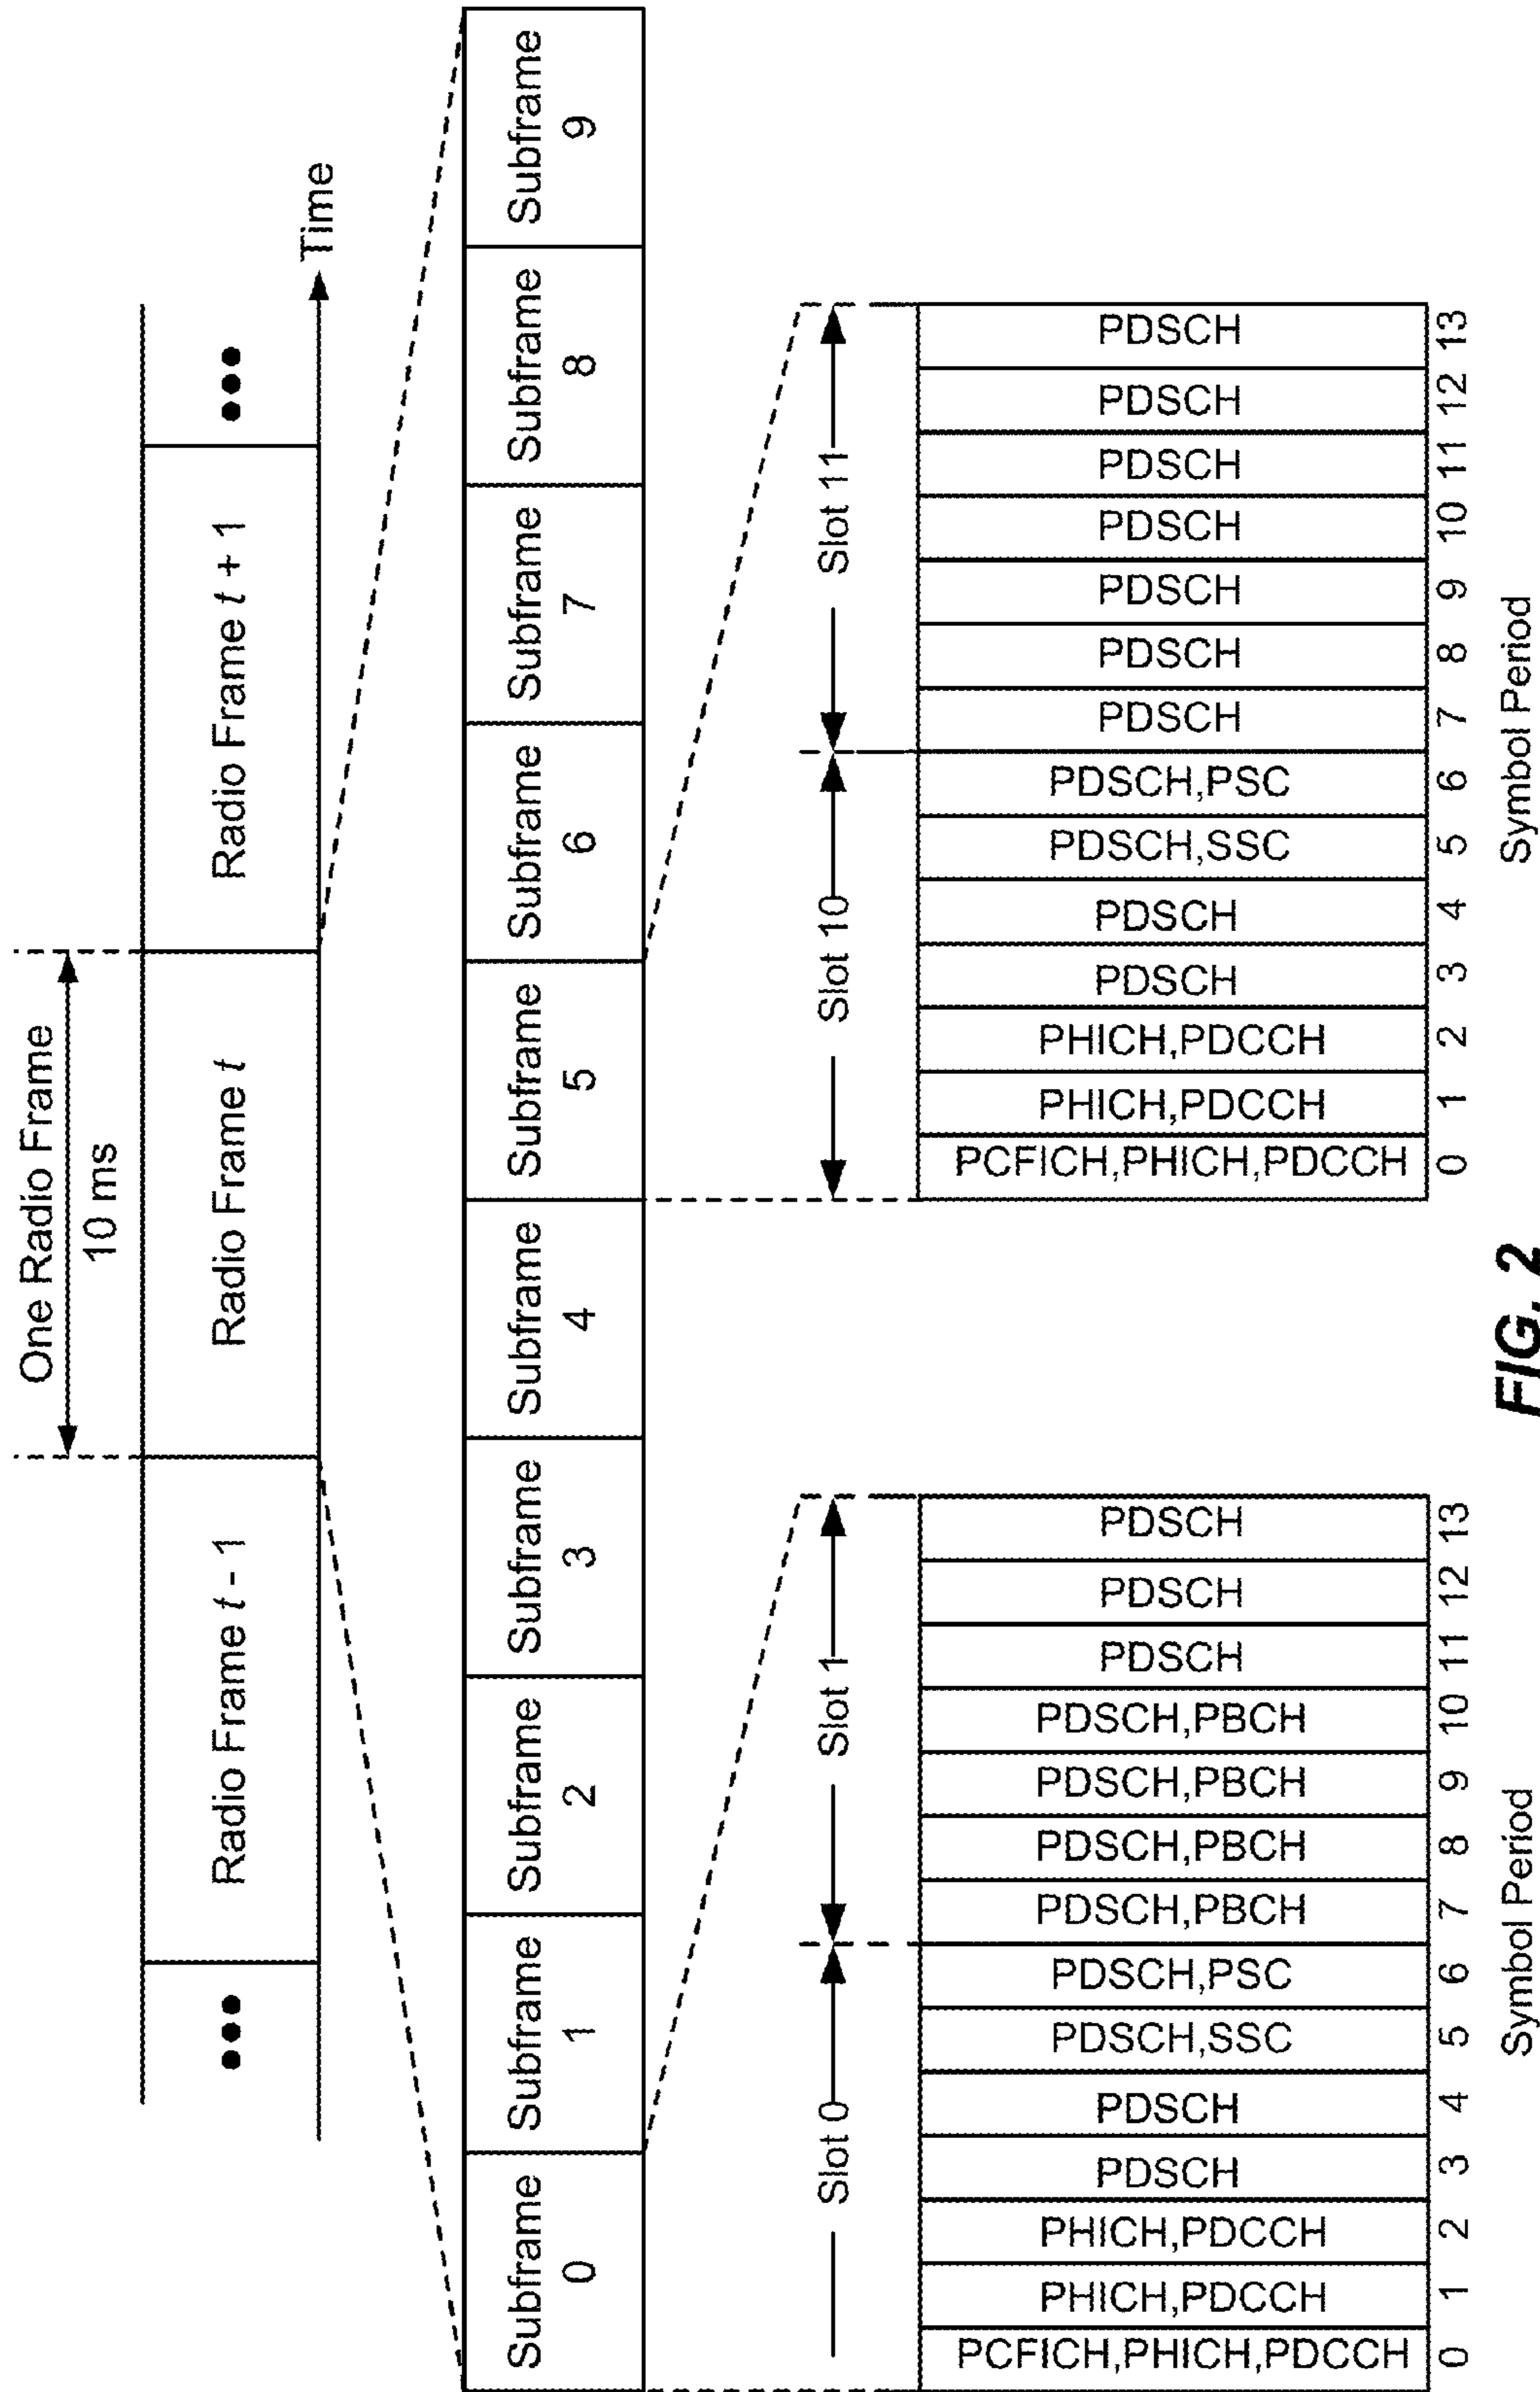 One Radio Frame
10 ms
Radio Frame t - 1
Radio Frame t
Radio Frame t + 1
Time
Subframe
0
Subframe
1
Subframe
2
Subframe
3
Subframe
4
Subframe
5
Subframe
6
Subframe
7
Subframe
8
Subframe
9
Slot 0
Slot 1
PCFICH,PHICH,PDCCH
PHICH,PDCCH
PHICH,PDCCH
PDSCH
PDSCH
PDSCH,SSC
PDSCH,PSC
PDSCH,PBCH
PDSCH,PBCH
PDSCH,PBCH
PDSCH,PBCH
PDSCH
PDSCH
PDSCH
0 1 2 3 4 5 6 7 8 9 10 11 12 13
Symbol Period
Slot 10
Slot 11
PCFICH,PHICH,PDCCH
PHICH,PDCCH
PHICH,PDCCH
PDSCH
PDSCH
PDSCH,SSC
PDSCH,PSC
PDSCH
PDSCH
PDSCH
PDSCH
PDSCH
PDSCH
PDSCH
0 1 2 3 4 5 6 7 8 9 10 11 12 13
Symbol Period
FIG. 2